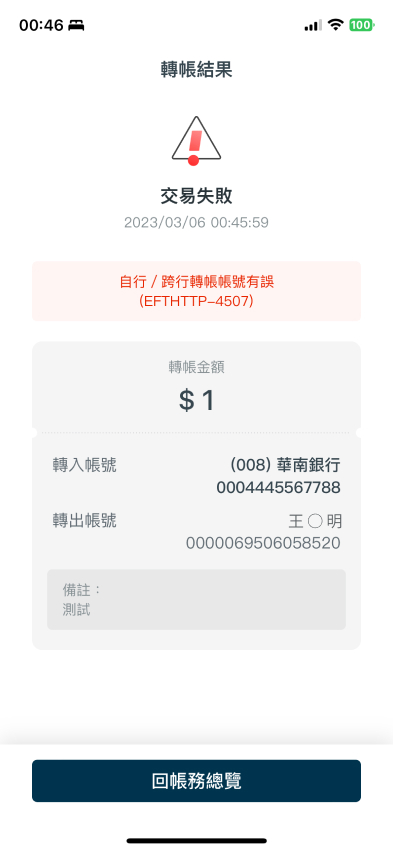 00:46
100
轉帳結果
交易失敗
2023/03/06 00:45:59
自行 / 跨行轉帳帳號有誤
(EFTHTTP-4507)
轉帳金額
$ 1
轉入帳號
(008) 華南銀行
0004445567788
轉出帳號
王〇明
0000069506058520
備註：
測試
回帳務總覽